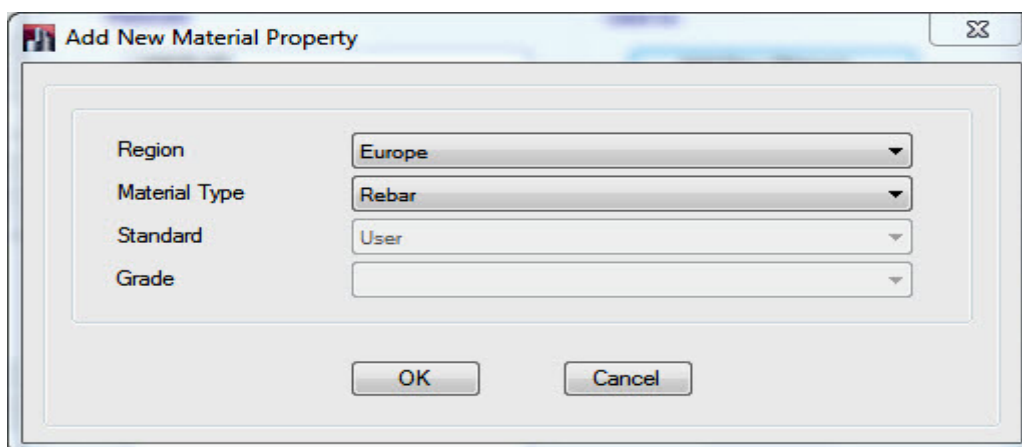 Add New Material Property
Region Europe
Material Type Rebar
Standard User
Grade
OK Cancel